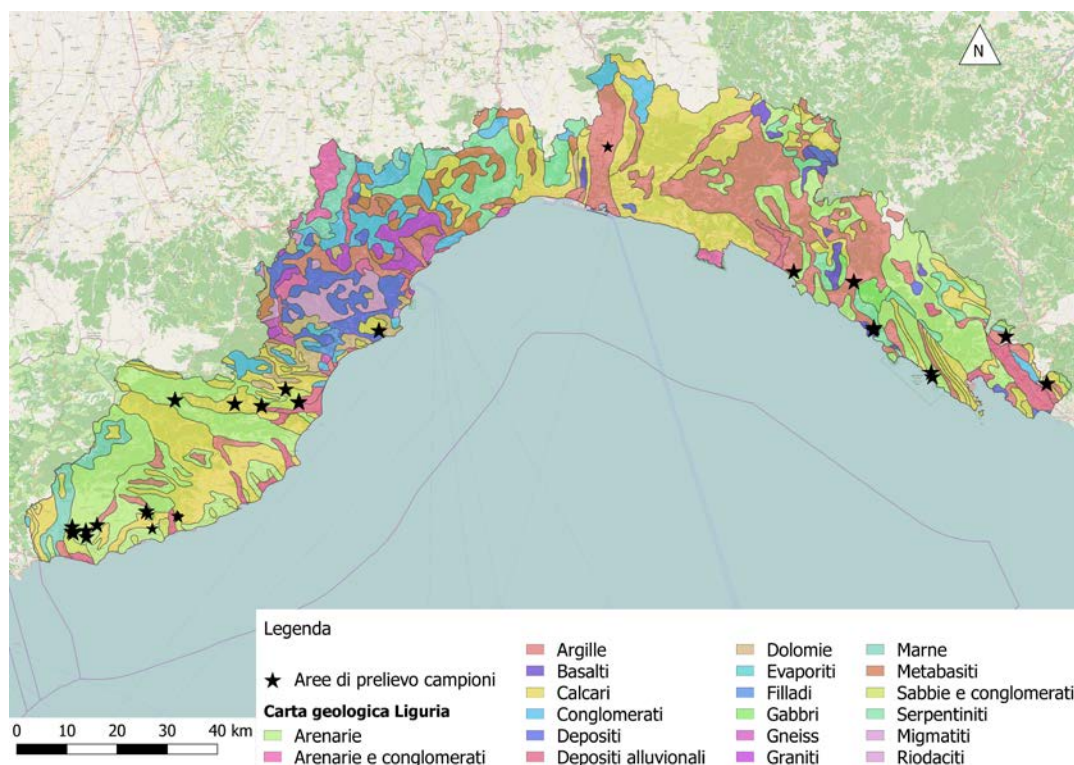 N
Legenda
Aree di prelievo campioni
Carta geologica Liguria
Arenarie
Arenarie e conglomerati
Argille
Basalti
Calcari
Conglomerati
Depositi
Depositi alluvionali
Dolomie
Evaporiti
Filladi
Gabbri
Gneiss
Graniti
Marne
Metabasiti
Sabbie e conglomerati
Serpentiniti
Migmatiti
Riodaciti
0 10 20 30 40 km